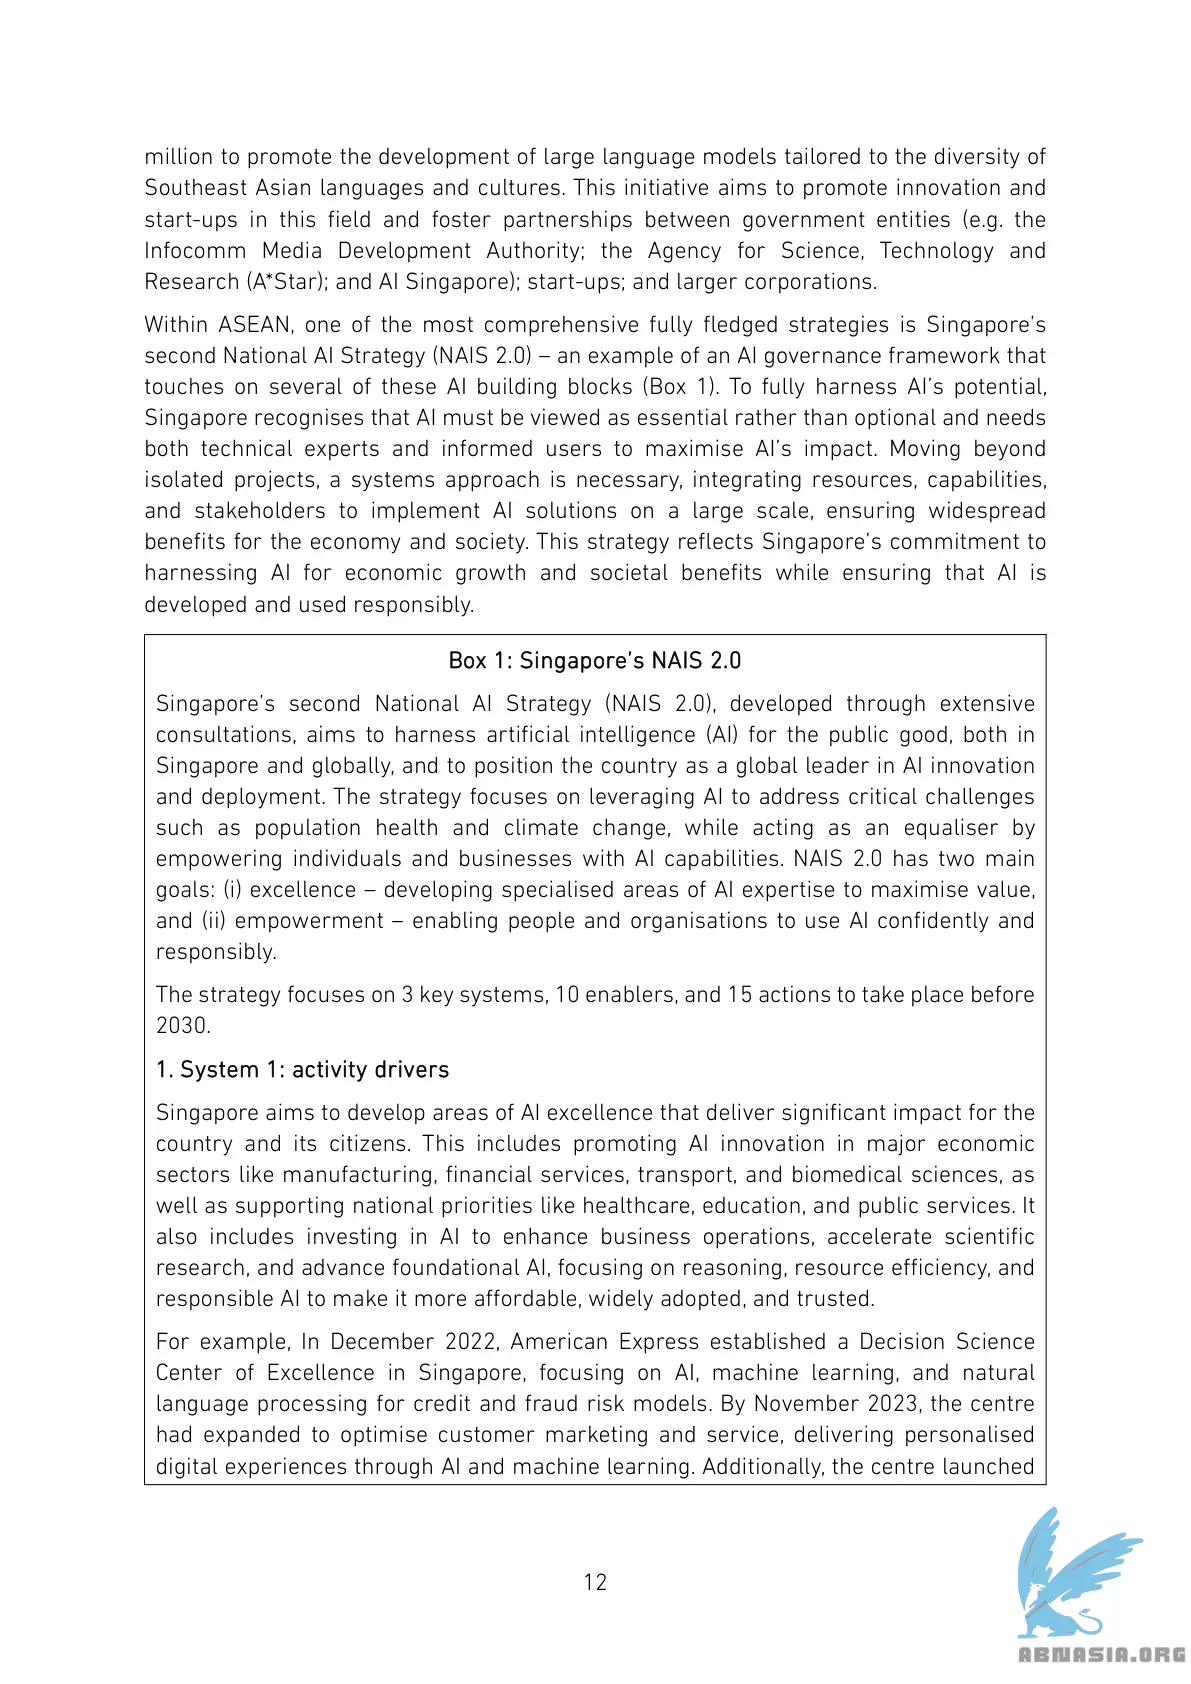 million to promote the development of large language models tailored to the diversity of
Southeast Asian languages and cultures. This initiative aims to promote innovation and
start-ups in this field and foster partnerships between government entities (e.g. the
Infocomm Media Development Authority; the Agency for Science, Technology and
Research (A*Star); and AI Singapore); start-ups; and larger corporations.
Within ASEAN, one of the most comprehensive fully fledged strategies is Singapore's
second National AI Strategy (NAIS 2.0) – an example of an AI governance framework that
touches on several of these AI building blocks (Box 1). To fully harness AI's potential,
Singapore recognises that AI must be viewed as essential rather than optional and needs
both technical experts and informed users to maximise AI's impact. Moving beyond
isolated projects, a systems approach is necessary, integrating resources, capabilities,
and stakeholders to implement AI solutions on a large scale, ensuring widespread
benefits for the economy and society. This strategy reflects Singapore's commitment to
harnessing AI for economic growth and societal benefits while ensuring that AI is
developed and used responsibly.
Box 1: Singapore's NAIS 2.0
Singapore's second National AI Strategy (NAIS 2.0), developed through extensive
consultations, aims to harness artificial intelligence (AI) for the public good, both in
Singapore and globally, and to position the country as a global leader in AI innovation
and deployment. The strategy focuses on leveraging AI to address critical challenges
such as population health and climate change, while acting as an equaliser by
empowering individuals and businesses with AI capabilities. NAIS 2.0 has two main
goals: (i) excellence – developing specialised areas of AI expertise to maximise value,
and (ii) empowerment – enabling people and organisations to use AI confidently and
responsibly.
The strategy focuses on 3 key systems, 10 enablers, and 15 actions to take place before
2030.
1. System 1: activity drivers
Singapore aims to develop areas of AI excellence that deliver significant impact for the
country and its citizens. This includes promoting AI innovation in major economic
sectors like manufacturing, financial services, transport, and biomedical sciences, as
well as supporting national priorities like healthcare, education, and public services. It
also includes investing in AI to enhance business operations, accelerate scientific
research, and advance foundational AI, focusing on reasoning, resource efficiency, and
responsible AI to make it more affordable, widely adopted, and trusted.
For example, In December 2022, American Express established a Decision Science
Center of Excellence in Singapore, focusing on AI, machine learning, and natural
language processing for credit and fraud risk models. By November 2023, the centre
had expanded to optimise customer marketing and service, delivering personalised
digital experiences through AI and machine learning. Additionally, the centre launched
12
ABNASIA.ORG